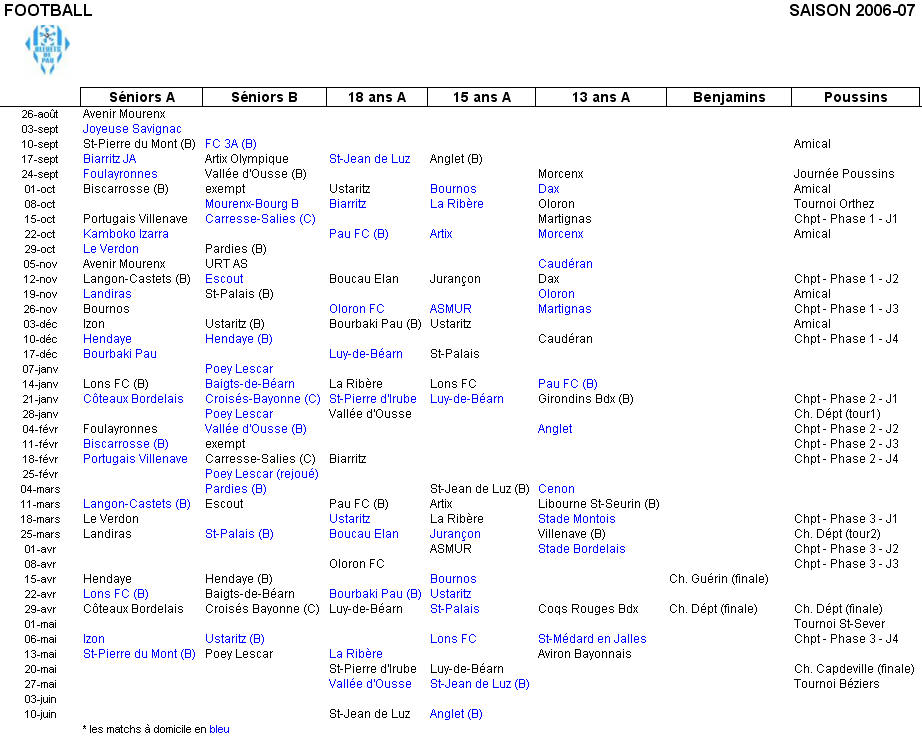 FOOTBALL SAISON 2006-07
BLEUETS DE PAU
Séniors A Séniors B 18 ans A 15 ans A 13 ans A Benjamins Poussins
26-août Avenir Mourenx
03-sept Joyeuse Savignac
10-sept St-Pierre du Mont (B) FC 3A (B) Amical
17-sept Biarritz JA Artix Olympique St-Jean de Luz Anglet (B)
24-sept Foulayronnes Vallée d'Ousse (B) Morcenx Journée Poussins
01-oct Biscarrosse (B) exempt Ustaritz Bournos Dax Amical
08-oct Mourenx-Bourg B Biarritz La Ribère Oloron Tournoi Orthez
15-oct Portugais Villenave Carresse-Salies (C) Martignas Chpt - Phase 1 - J1
22-oct Kamboko Izarra Pau FC (B) Artix Morcenx Amical
29-oct Le Verdon Pardies (B)
05-nov Avenir Mourenx URT AS Caudéran
12-nov Langon-Castets (B) Escout Boucau Elan Jurançon Dax Chpt - Phase 1 - J2
19-nov Landiras St-Palais (B) Oloron Amical
26-nov Bournos Oloron FC ASMUR Martignas Chpt - Phase 1 - J3
03-déc Izon Ustaritz (B) Bourbaki Pau (B) Ustaritz Amical
10-déc Hendaye Hendaye (B) Caudéran Chpt - Phase 1 - J4
17-déc Bourbaki Pau Luy-de-Béarn St-Palais
07-janv Poey Lescar
14-janv Lons FC (B) Baigts-de-Béarn La Ribère Lons FC Pau FC (B)
21-janv Côteaux Bordelais Croisés-Bayonne (C) St-Pierre d'Irube Luy-de-Béarn Girondins Bdx (B) Chpt - Phase 2 - J1
28-janv Poey Lescar Vallée d'Ousse Ch. Dépt (tour1)
04-févr Foulayronnes Vallée d'Ousse (B) Anglet Chpt - Phase 2 - J2
11-févr Biscarrosse (B) exempt Chpt - Phase 2 - J3
18-févr Portugais Villenave Carresse-Salies (C) Biarritz Chpt - Phase 2 - J4
25-févr Poey Lescar (rejoué)
04-mars Pardies (B) St-Jean de Luz (B) Cenon
11-mars Langon-Castets (B) Escout Pau FC (B) Artix Libourne St-Seurin (B)
18-mars Le Verdon Ustaritz La Ribère Stade Montois Chpt - Phase 3 - J1
25-mars Landiras St-Palais (B) Boucau Elan Jurançon Villenave (B) Ch. Dépt (tour2)
01-avr ASMUR Stade Bordelais Chpt - Phase 3 - J2
08-avr Oloron FC Chpt - Phase 3 - J3
15-avr Hendaye Hendaye (B) Bournos Ch. Guérin (finale)
22-avr Lons FC (B) Baigts-de-Béarn Bourbaki Pau (B) Ustaritz
29-avr Côteaux Bordelais Croisés Bayonne (C) Luy-de-Béarn St-Palais Coqs Rouges Bdx Ch. Dépt (finale) Ch. Dépt (finale)
01-mai Tournoi St-Sever
06-mai Izon Ustaritz (B) Lons FC St-Médard en Jalles Chpt - Phase 3 - J4
13-mai St-Pierre du Mont (B) Poey Lescar La Ribère Aviron Bayonnais
20-mai St-Pierre d'Irube Luy-de-Béarn Ch. Capdeville (finale)
27-mai Vallée d'Ousse St-Jean de Luz (B) Tournoi Béziers
03-juin
10-juin St-Jean de Luz Anglet (B)
* les matchs à domicile en bleu